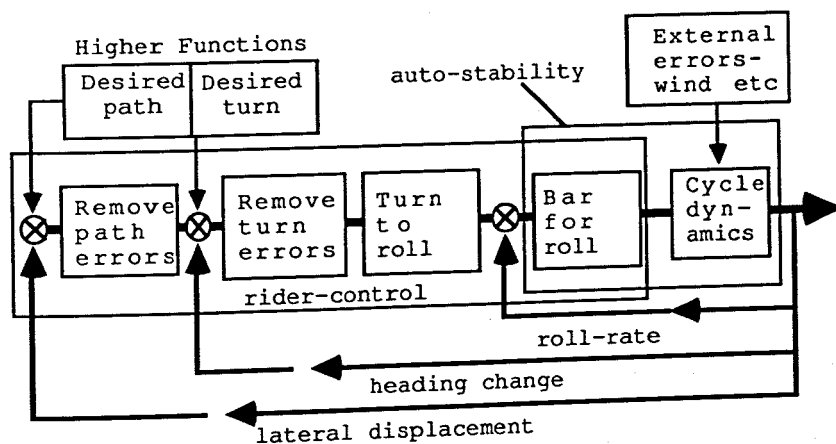 Higher Functions
Desired
path
Desired
turn
auto-stability
External
errors-
wind etc
Remove
path
errors
Remove
turn
errors
Turn
to
roll
Bar
for
roll
Cycle
dyn-
amics
rider-control
roll-rate
heading change
lateral displacement